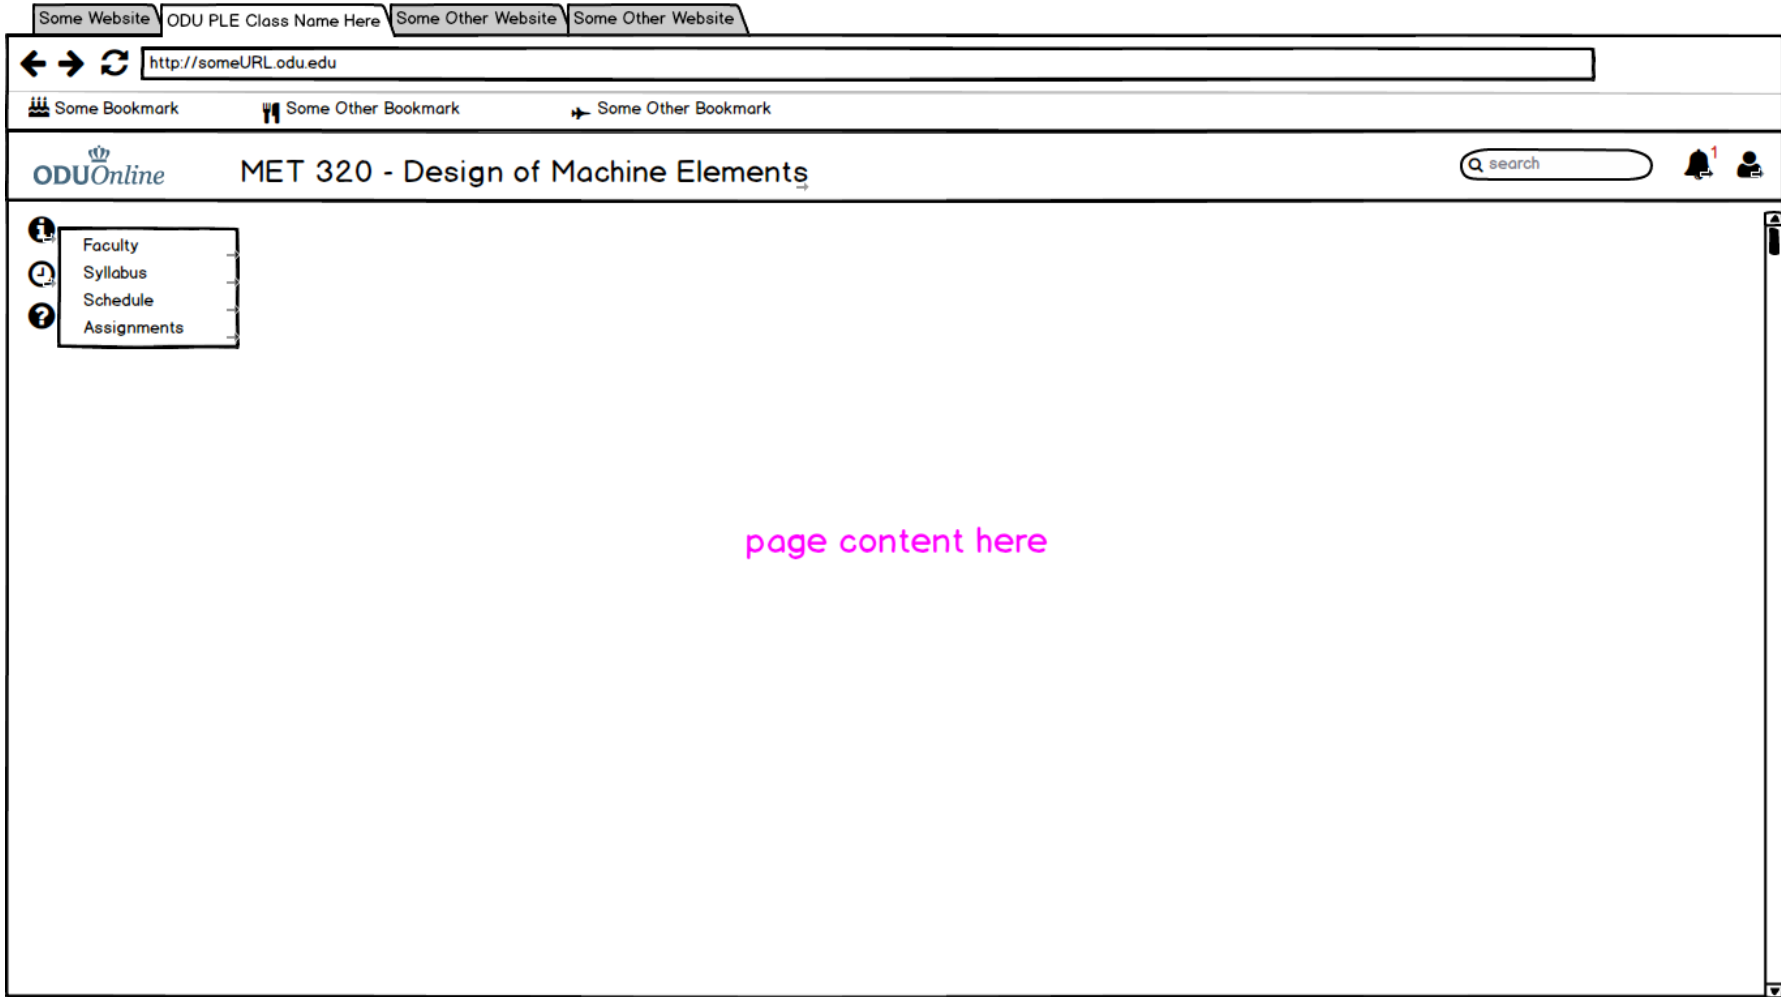 Some Website
ODU PLE Class Name Here
Some Other Website
Some Other Website
http://someURL.odu.edu
Some Bookmark
Some Other Bookmark
Some Other Bookmark
ODUOnline
MET 320 - Design of Machine Elements
search
1
Faculty
Syllabus
Schedule
Assignments
page content here